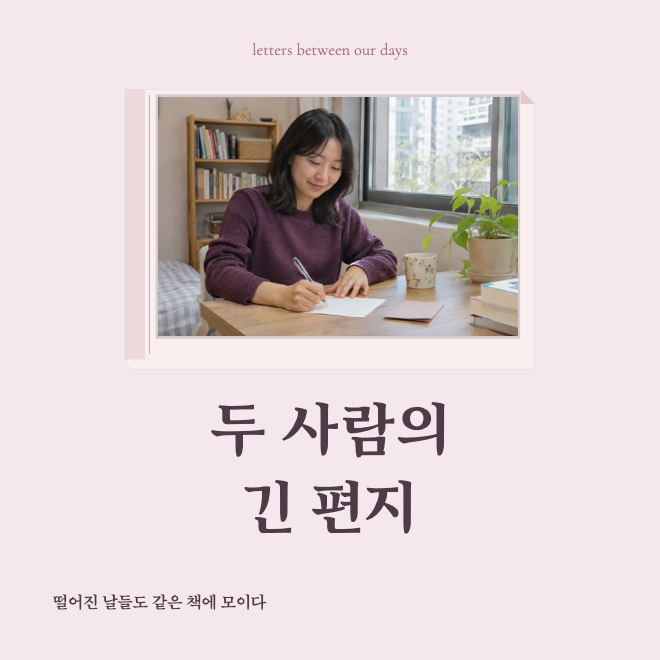 letters between our days
두 사람의
긴 편지
떨어진 날들도 같은 책에 모이다